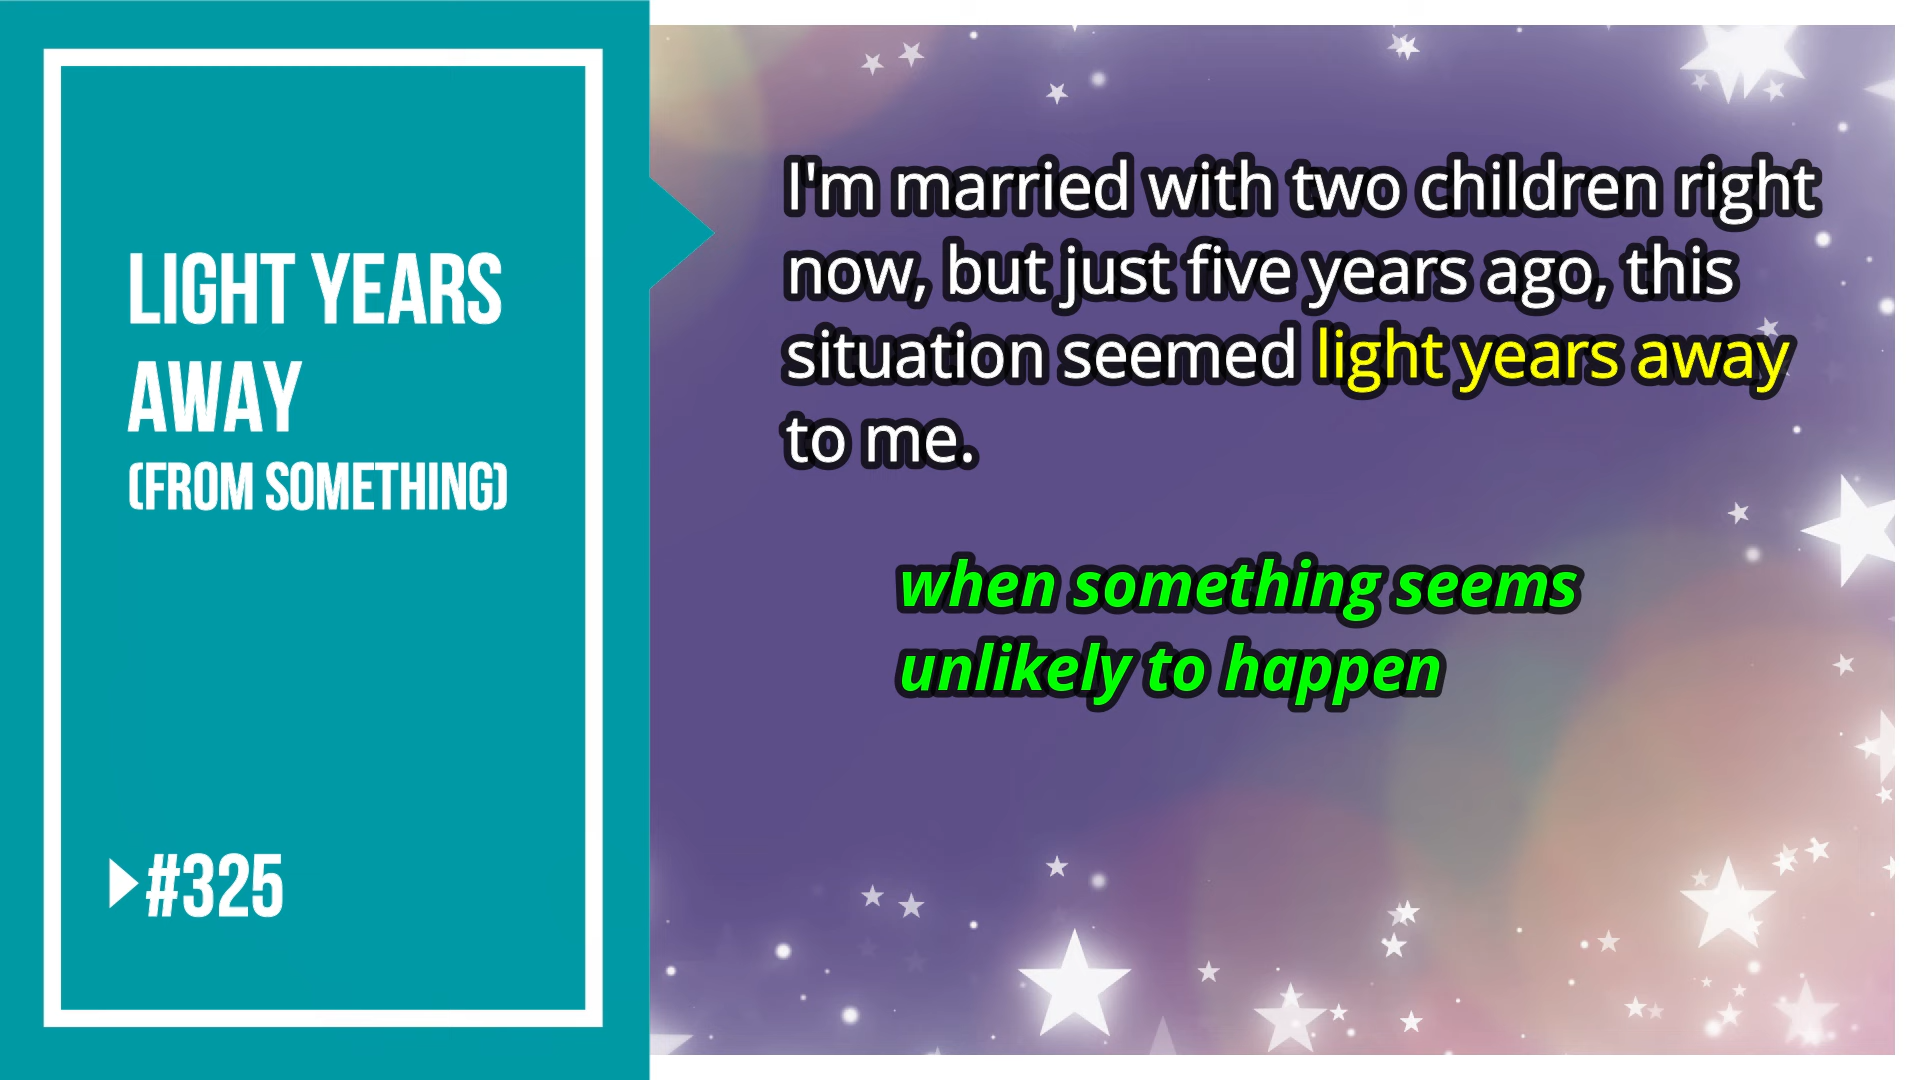 LIGHT YEARS
AWAY
(FROM SOMETHING)
#325
I'm married with two children right
now, but just five years ago, this
situation seemed light years away
to me.
when something seems
unlikely to happen